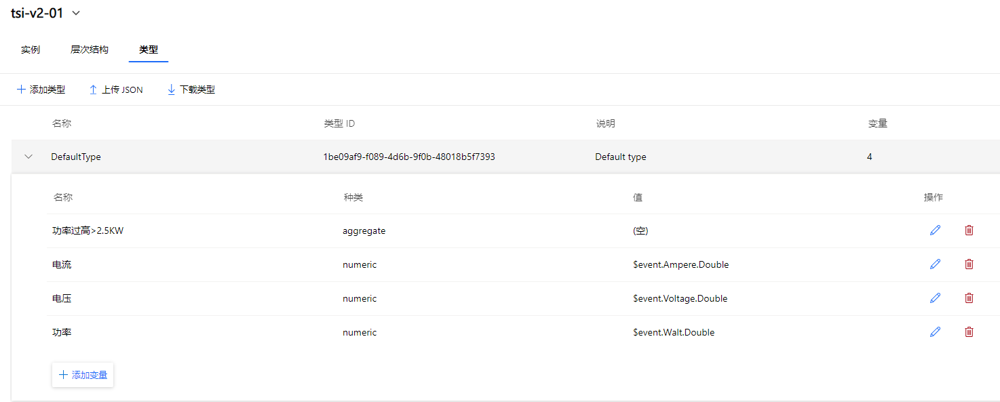 tsi-v2-01
实例 层次结构 类型
添加类型 上传 JSON 下载类型
名称 类型 ID 说明 变量
DefaultType 1be09af9-f089-4d6b-9f0b-48018b5f7393 Default type 4
名称 种类 值 操作
功率过高>2.5KW aggregate (空)
电流 numeric $event.Ampere.Double
电压 numeric $event.Voltage.Double
功率 numeric $event.Walt.Double
添加变量